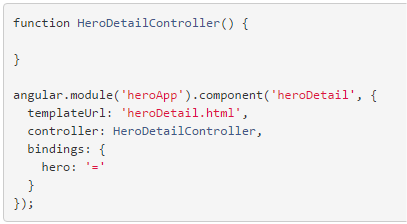 function HeroDetailController() {

}

angular.module('heroApp').component('heroDetail', {
  templateUrl: 'heroDetail.html',
  controller: HeroDetailController,
  bindings: {
    hero: '='
  }
});